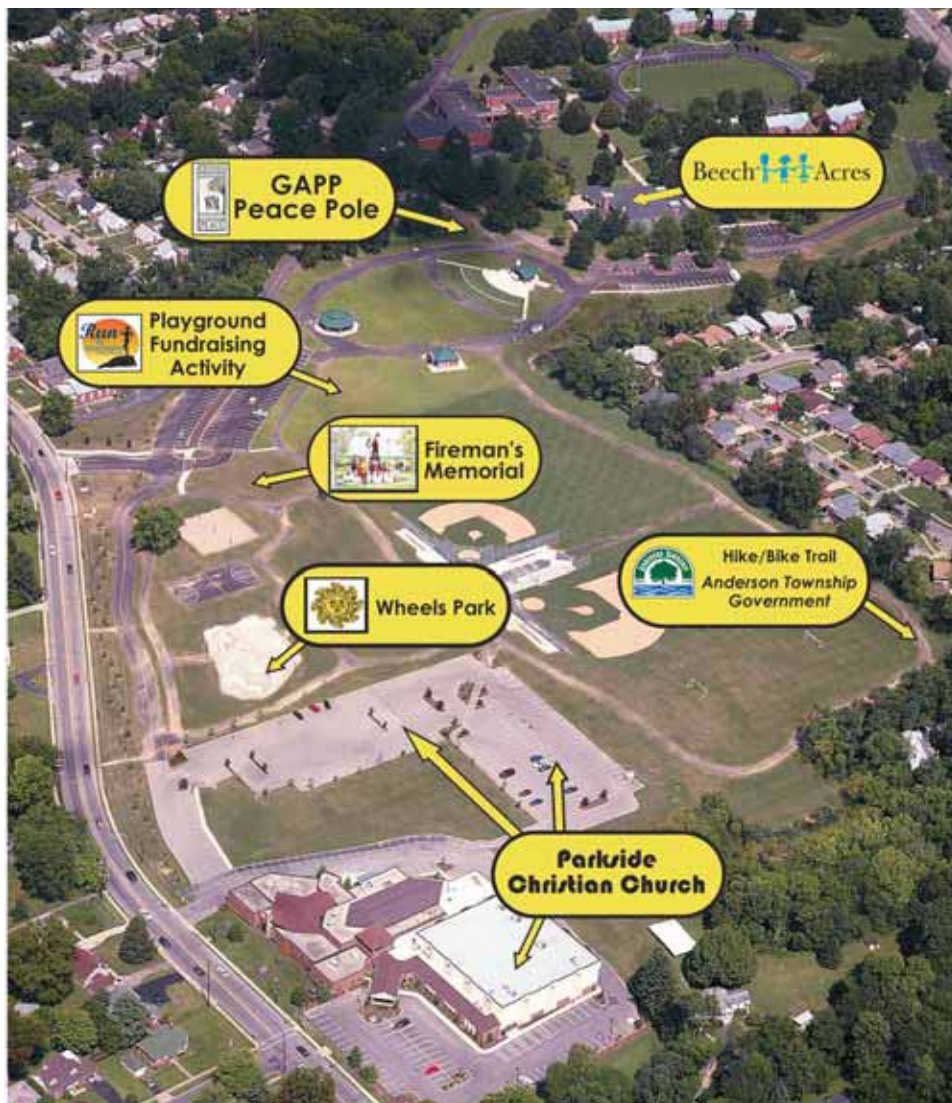 GAPP
Peace Pole
Beech Acres
Run
Playground
Fundraising
Activity
Fireman's
Memorial
Wheels Park
Hike/Bike Trail
Anderson Township
Government
Parkside
Christian Church